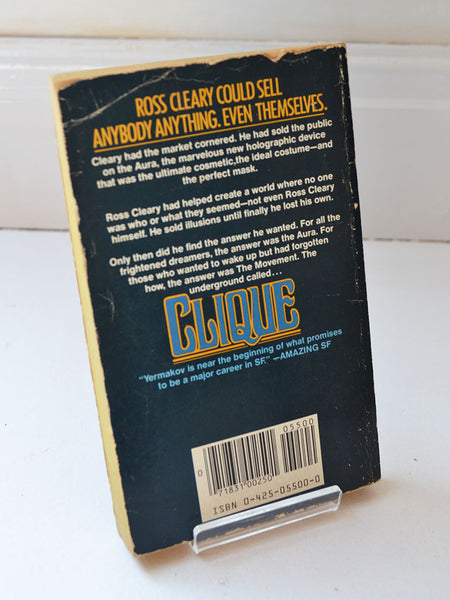 ROSS CLEARY COULD SELL
ANYBODY ANYTHING. EVEN THEMSELVES.
Cleary had the market cornered. He had sold the public
on the Aura, the marvelous new holographic device
that was the ultimate cosmetic,the ideal costume—and
the perfect mask.
Ross Cleary had helped create a world where no one
was who or what they seemed—not even Ross Cleary
himself. He sold illusions until finally he lost his own.
Only then did he find the answer he wanted. For all the
frightened dreamers, the answer was the Aura. For
those who wanted to wake up but had forgotten
how, the answer was The Movement. The
underground called...
CLIQUE
"Yermakov is near the beginning of what promises
to be a major career in SF." —AMAZING SF
05500
0
71831 00250
ISBN 0-425-05500-0